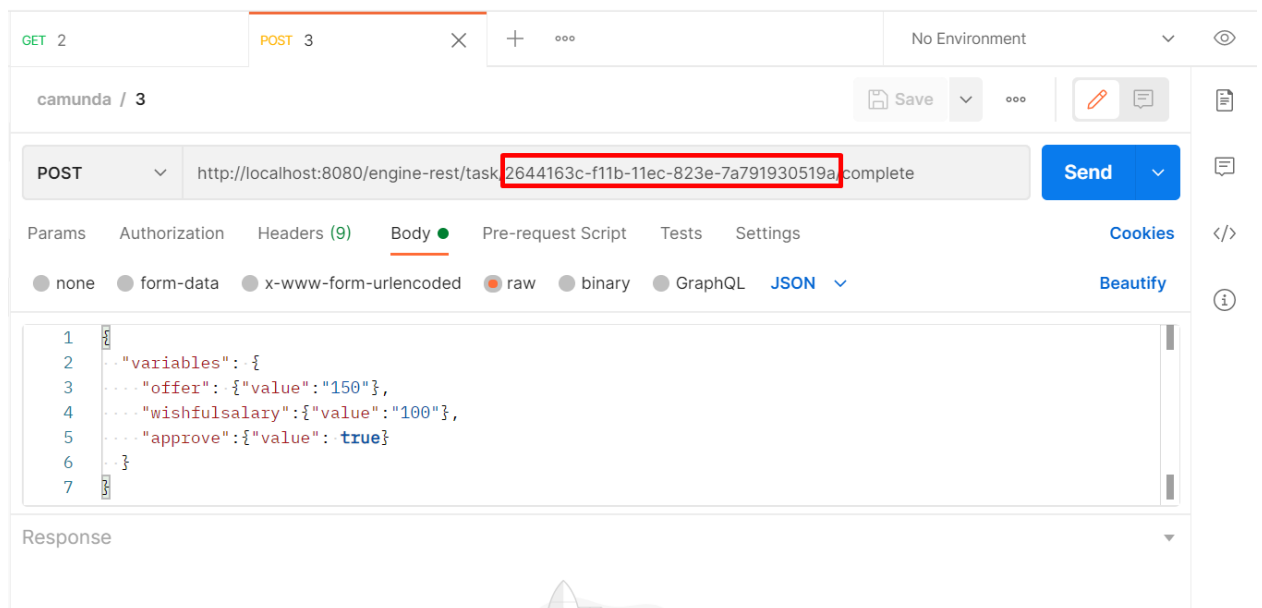 GET 2 POST 3 No Environment
camunda / 3 Save
POST http://localhost:8080/engine-rest/task/2644163c-f11b-11ec-823e-7a791930519a/complete Send
Params Authorization Headers (9) Body Pre-request Script Tests Settings Cookies
none form-data x-www-form-urlencoded raw binary GraphQL JSON Beautify
1 {
2 "variables": {
3 "offer": {"value":"150"},
4 "wishfulsalary":{"value":"100"},
5 "approve":{"value": true}
6 }
7 }
Response